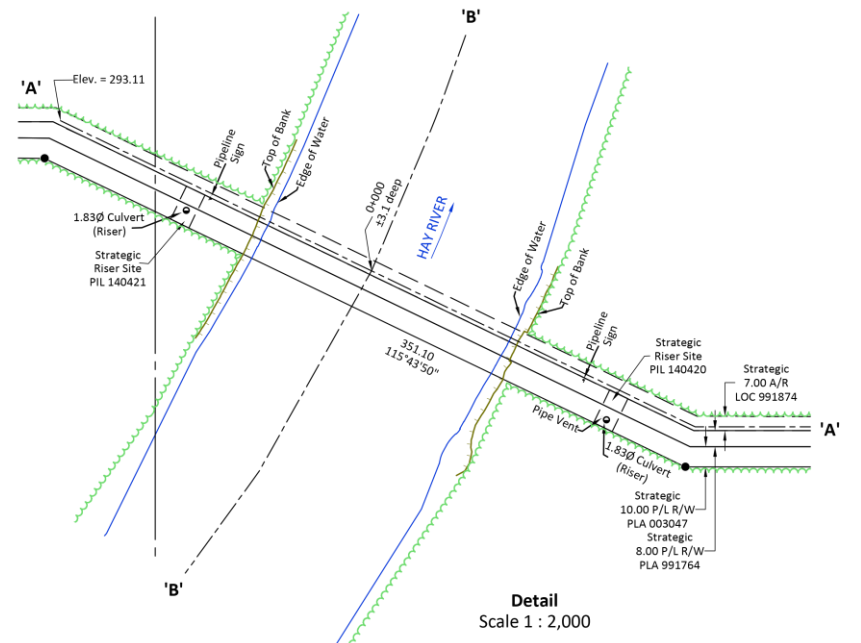 'B'
Elev. = 293.11
'A'
Pipeline
Sign
Top of Bank
Edge of Water
0+000
±3.1 deep
HAY RIVER
1.83Ø Culvert
(Riser)
Strategic
Riser Site
PIL 140421
Edge of Water
Top of Bank
351.10
115°43'50"
Pipeline
Sign
Strategic
Riser Site
PIL 140420
Strategic
7.00 A/R
LOC 991874
Pipe Vent
'A'
1.83Ø Culvert
(Riser)
Strategic
10.00 P/L R/W
PLA 003047
Strategic
8.00 P/L R/W
PLA 991764
'B'
Detail
Scale 1 : 2,000